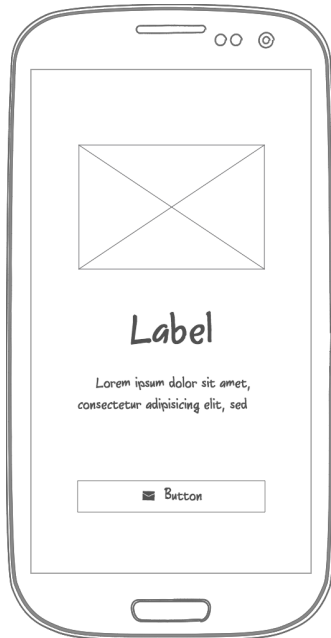 Label
Lorem ipsum dolor sit amet,
consectetur adipisicing elit, sed
Button